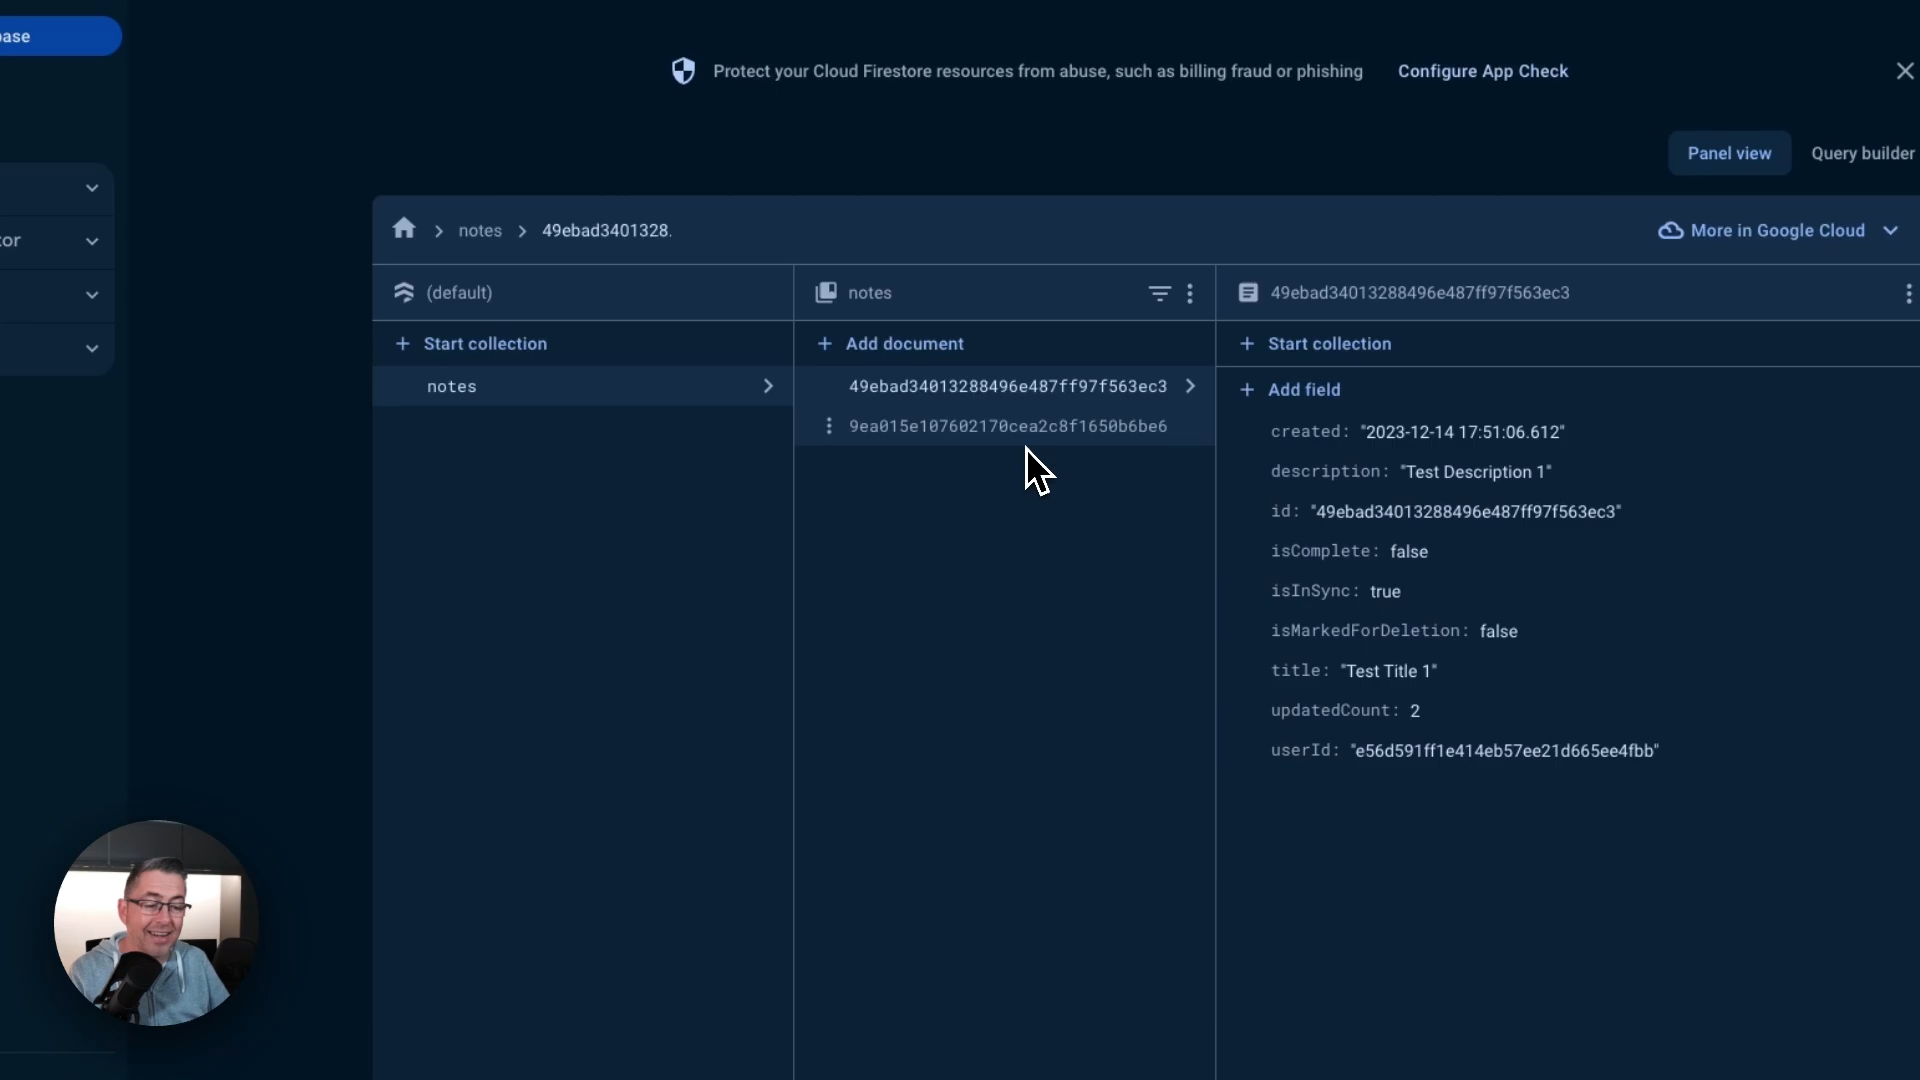 base
Protect your Cloud Firestore resources from abuse, such as billing fraud or phishing Configure App Check
Panel view Query builder
tor
notes 49ebad3401328.
More in Google Cloud
(default)
notes
49ebad34013288496e487ff97f563ec3
+ Start collection
+ Add document
+ Start collection
notes
49ebad34013288496e487ff97f563ec3
9ea015e107602170cea2c8f1650b6be6
+ Add field
created: "2023-12-14 17:51:06.612"
description: "Test Description 1"
id: "49ebad34013288496e487ff97f563ec3"
isComplete: false
isInSync: true
isMarkedForDeletion: false
title: "Test Title 1"
updatedCount: 2
userId: "e56d591ff1e414eb57ee21d665ee4fbb"